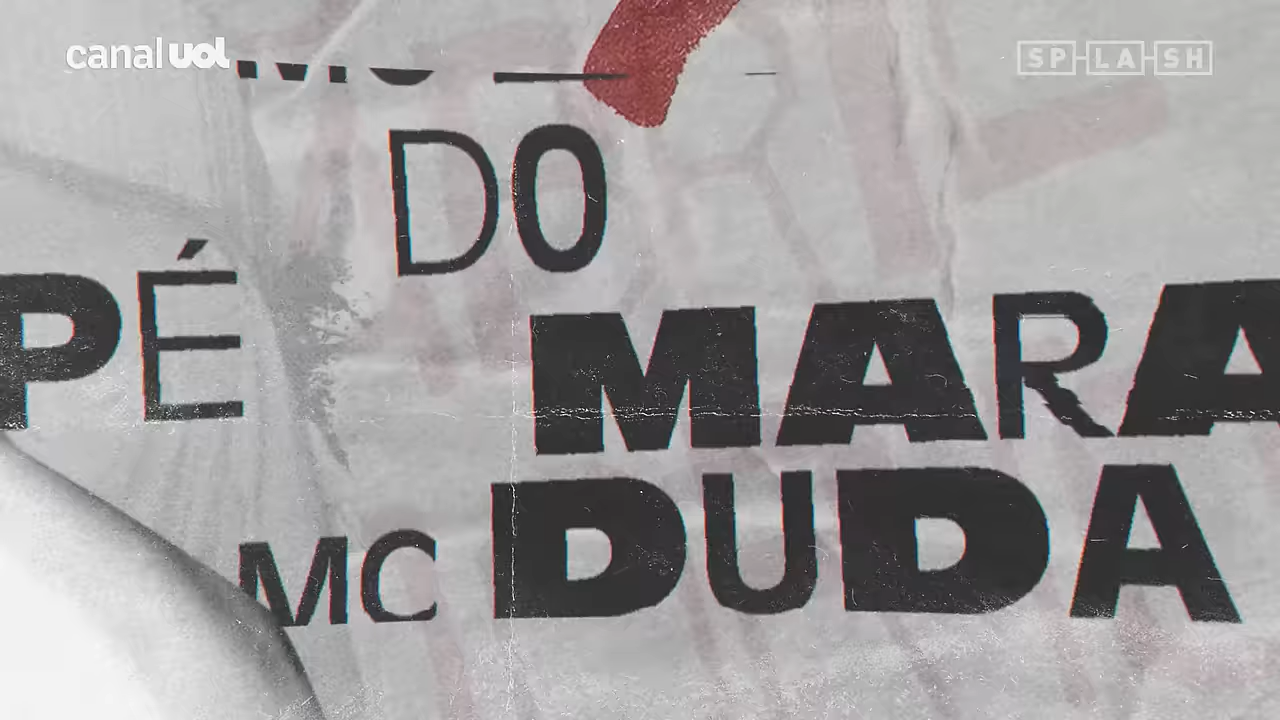 canal uol
SPLASH
DO
PÉ
MARA
MC DUDA